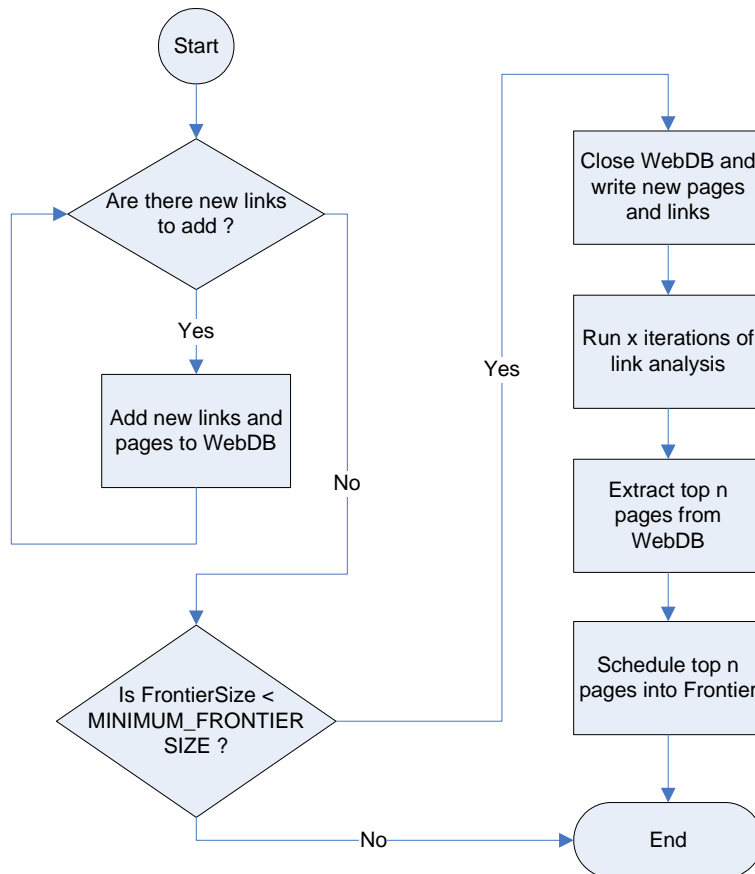 Start
Are there new links
to add ?
Yes
Add new links and
pages to WebDB
No
Is FrontierSize <
MINIMUM_FRONTIER
SIZE ?
Yes
No
Close WebDB and
write new pages
and links
Run x iterations of
link analysis
Extract top n
pages from
WebDB
Schedule top n
pages into Frontier
End